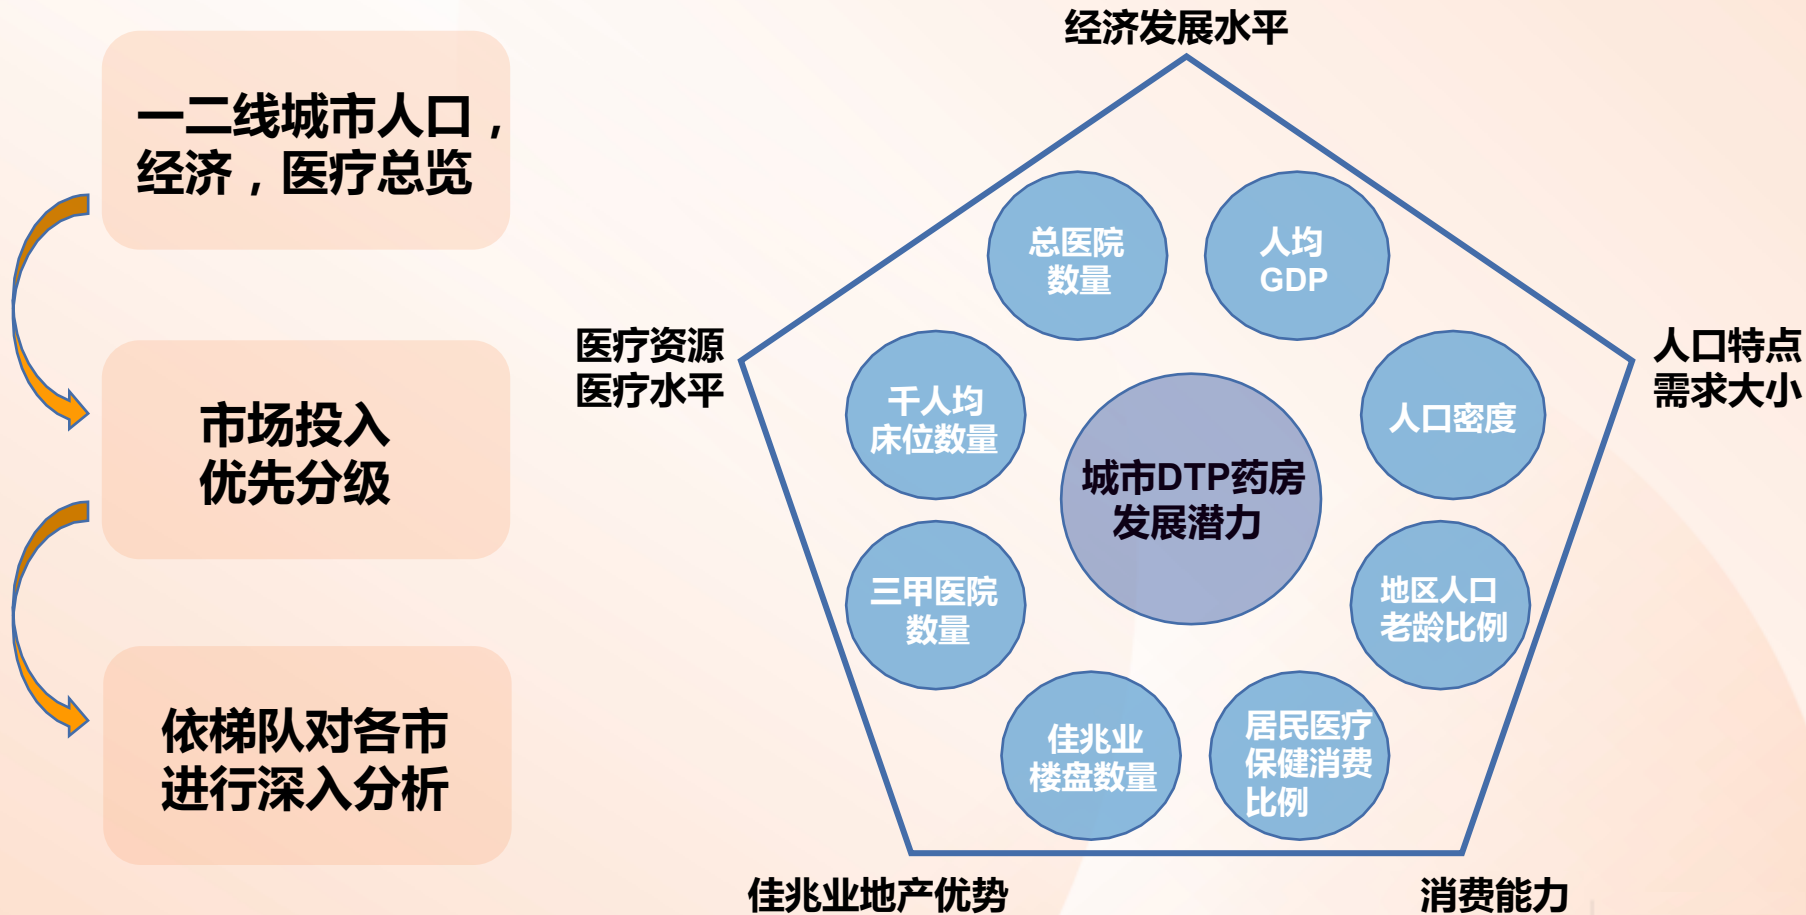 一二线城市人口，
经济，医疗总览
市场投入
优先分级
依梯队对各市
进行深入分析
经济发展水平
医疗资源
医疗水平
人口特点
需求大小
佳兆业地产优势
消费能力
总医院
数量
人均
GDP
千人均
床位数量
人口密度
城市DTP药房
发展潜力
三甲医院
数量
地区人口
老龄比例
佳兆业
楼盘数量
居民医疗
保健消费
比例